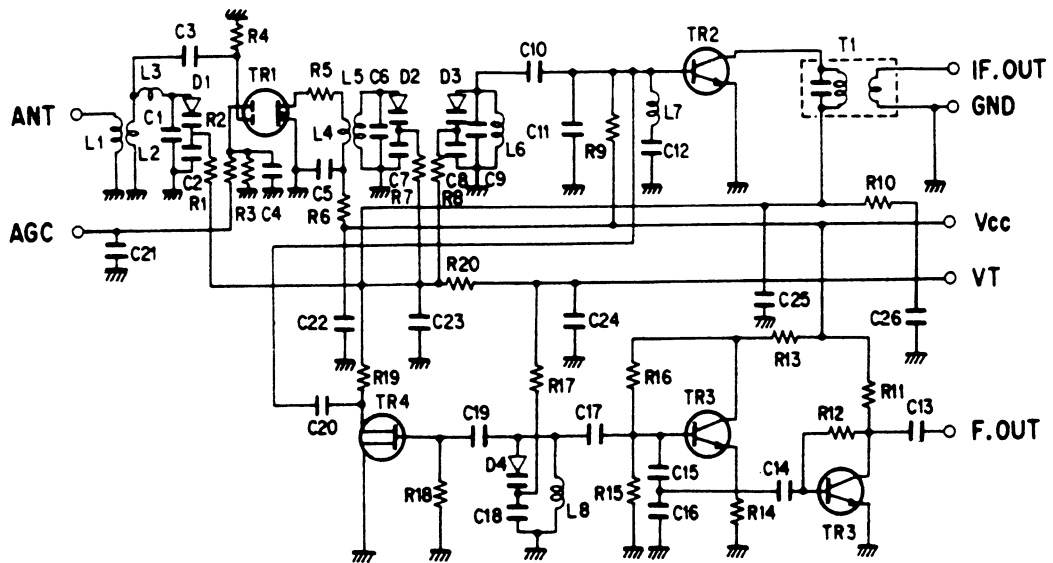 C3
R4
L3
D1
TR1
R5
L5
C6
D2
D3
C10
TR2
T1
IF.OUT
ANT
L1
L2
C1
R2
L4
L6
C11
R9
L7
C12
GND
C2
R1
R3
C4
C5
R6
C7
R7
C8
R8
C9
R10
AGC
C21
Vcc
R20
VT
C22
C23
C24
C25
C26
R13
R19
R17
R16
R11
TR4
TR3
C20
C19
C17
R12
C13
F.OUT
D4
C15
C14
R18
C18
L8
R15
C16
R14
TR3